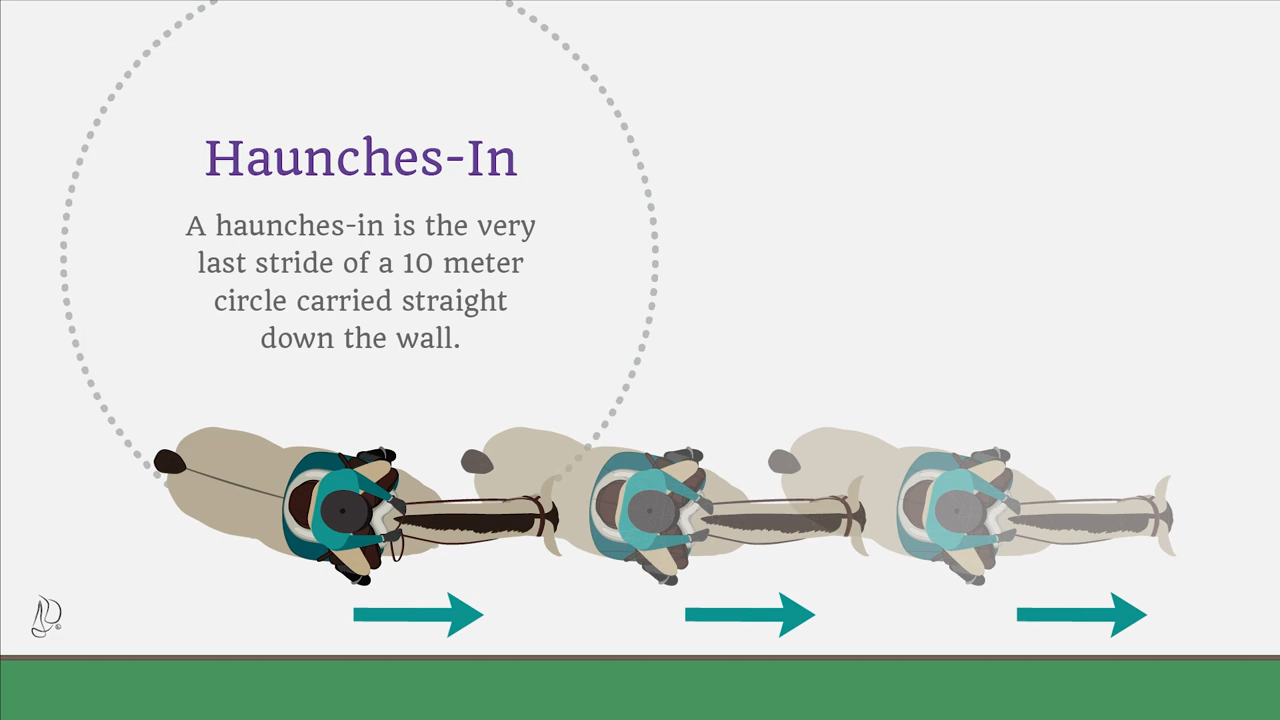 Haunches-In
A haunches-in is the very
last stride of a 10 meter
circle carried straight
down the wall.